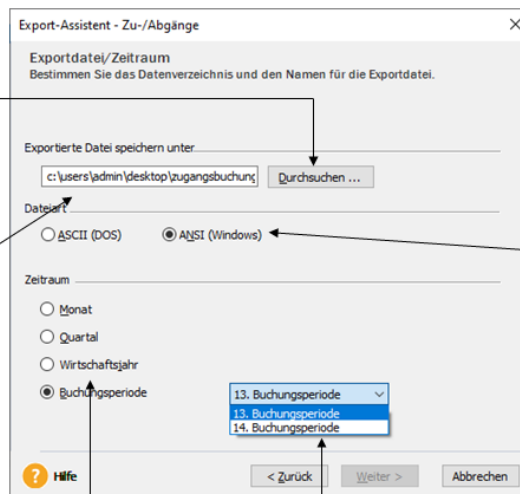 Export-Assistent - Zu-/Abgänge
Exportdatei/Zeitraum
Bestimmen Sie das Datenverzeichnis und den Namen für die Exportdatei.
Exportierte Datei speichern unter
c:\users\admin\desktop\zugangsbuchung
Durchsuchen ...
Dateiart
ASCII (DOS)
ANSI (Windows)
Zeitraum
Monat
Quartal
Wirtschaftsjahr
Buchungsperiode
13. Buchungsperiode
13. Buchungsperiode
14. Buchungsperiode
? Hilfe
< Zurück
Weiter >
Abbrechen